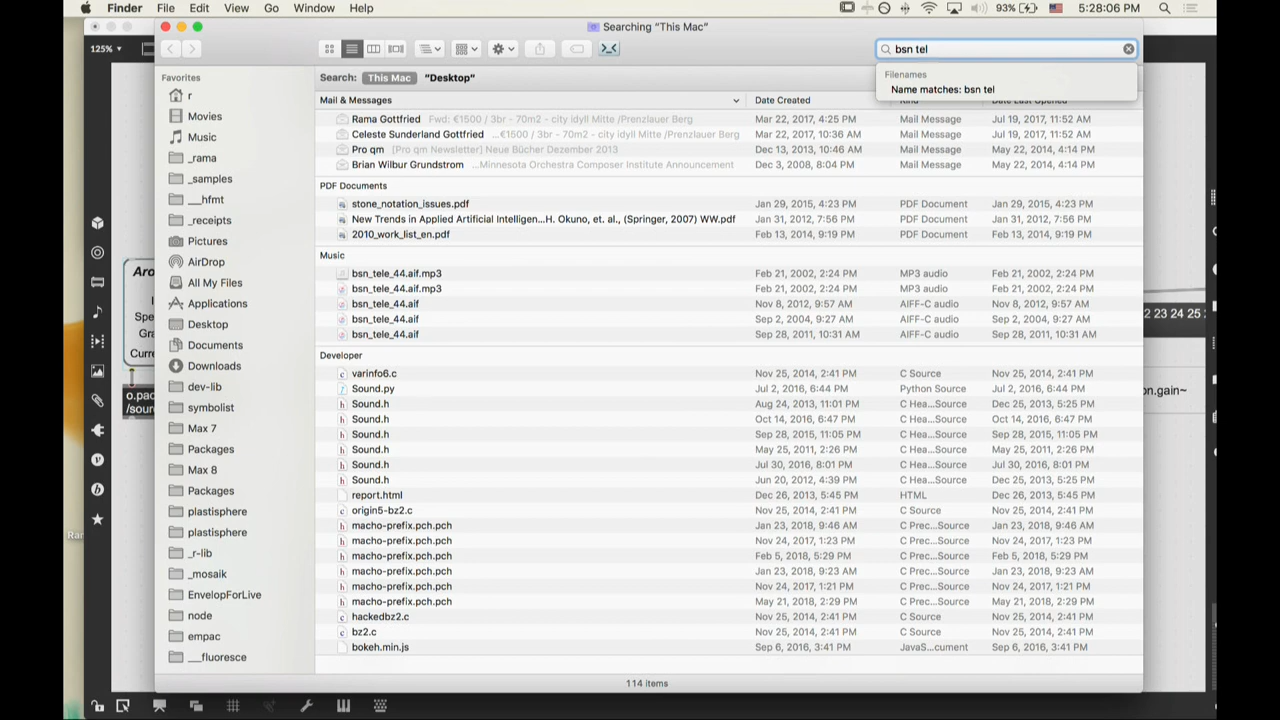 Finder File Edit View Go Window Help 93% 5:28:06 PM
Searching “This Mac”
125%
bsn tel
Filenames
Name matches: bsn tel
Search: This Mac "Desktop"
Favorites
r
Movies
Music
_rama
_samples
__hfmt
_receipts
Pictures
AirDrop
All My Files
Applications
Desktop
Documents
Downloads
dev-lib
symbolist
Max 7
Packages
Max 8
Packages
plastisphere
plastisphere
_r-lib
_mosaik
EnvelopForLive
node
empac
__fluoresce
Mail & Messages Date Created Kind Date Last Opened
Rama Gottfried Fwd: €1500 / 3br - 70m2 - city idyll Mitte /Prenzlauer Berg Mar 22, 2017, 4:25 PM Mail Message Jul 19, 2017, 11:52 AM
Celeste Sunderland Gottfried ...€1500 / 3br - 70m2 - city idyll Mitte /Prenzlauer Berg Mar 22, 2017, 10:36 AM Mail Message Jul 19, 2017, 11:52 AM
Pro qm [Pro qm Newsletter] Neue Bücher Dezember 2013 Dec 13, 2013, 10:46 AM Mail Message May 22, 2014, 4:14 PM
Brian Wilbur Grundstrom ...Minnesota Orchestra Composer Institute Announcement Dec 3, 2008, 8:04 PM Mail Message May 22, 2014, 4:14 PM
PDF Documents
stone_notation_issues.pdf Jan 29, 2015, 4:23 PM PDF Document Jan 29, 2015, 4:23 PM
New Trends in Applied Artificial Intelligen...H. Okuno, et. al., (Springer, 2007) WW.pdf Jan 31, 2012, 7:56 PM PDF Document Jan 31, 2012, 7:56 PM
2010_work_list_en.pdf Feb 13, 2014, 9:19 PM PDF Document Feb 13, 2014, 9:19 PM
Music
bsn_tele_44.aif.mp3 Feb 21, 2002, 2:24 PM MP3 audio Feb 21, 2002, 2:24 PM
bsn_tele_44.aif.mp3 Feb 21, 2002, 2:24 PM MP3 audio Feb 21, 2002, 2:24 PM
bsn_tele_44.aif Nov 8, 2012, 9:57 AM AIFF-C audio Nov 8, 2012, 9:57 AM
bsn_tele_44.aif Sep 2, 2004, 9:27 AM AIFF-C audio Sep 2, 2004, 9:27 AM
bsn_tele_44.aif Sep 28, 2011, 10:31 AM AIFF-C audio Sep 28, 2011, 10:31 AM
Developer
varinfo6.c Nov 25, 2014, 2:41 PM C Source Nov 25, 2014, 2:41 PM
Sound.py Jul 2, 2016, 6:44 PM Python Source Jul 2, 2016, 6:44 PM
Sound.h Aug 24, 2013, 11:01 PM C Hea...Source Dec 25, 2013, 5:25 PM
Sound.h Oct 14, 2016, 6:47 PM C Hea...Source Oct 14, 2016, 6:47 PM
Sound.h Sep 28, 2015, 11:05 PM C Hea...Source Sep 28, 2015, 11:05 PM
Sound.h May 25, 2011, 2:26 PM C Hea...Source May 25, 2011, 2:26 PM
Sound.h Jul 30, 2016, 8:01 PM C Hea...Source Jul 30, 2016, 8:01 PM
Sound.h Jun 20, 2012, 4:39 PM C Hea...Source Dec 25, 2013, 5:25 PM
report.html Dec 26, 2013, 5:45 PM HTML Dec 26, 2013, 5:45 PM
origin5-bz2.c Nov 25, 2014, 2:41 PM C Source Nov 25, 2014, 2:41 PM
macho-prefix.pch.pch Jan 23, 2018, 9:46 AM C Prec...Source Jan 23, 2018, 9:46 AM
macho-prefix.pch.pch Nov 24, 2017, 1:23 PM C Prec...Source Nov 24, 2017, 1:23 PM
macho-prefix.pch.pch Feb 5, 2018, 5:29 PM C Prec...Source Feb 5, 2018, 5:29 PM
macho-prefix.pch.pch Jan 23, 2018, 9:23 AM C Prec...Source Jan 23, 2018, 9:23 AM
macho-prefix.pch.pch Nov 24, 2017, 1:21 PM C Prec...Source Nov 24, 2017, 1:21 PM
macho-prefix.pch.pch May 21, 2018, 2:29 PM C Prec...Source May 21, 2018, 2:29 PM
hackedbz2.c Nov 25, 2014, 2:41 PM C Source Nov 25, 2014, 2:41 PM
bz2.c Nov 25, 2014, 2:41 PM C Source Nov 25, 2014, 2:41 PM
bokeh.min.js Sep 6, 2016, 3:41 PM JavaS...cument Sep 6, 2016, 3:41 PM
114 items
Aro
Spe
Gra
Curre
o.pac
/sour
Rar
2 23 24 25 2
on.gain~